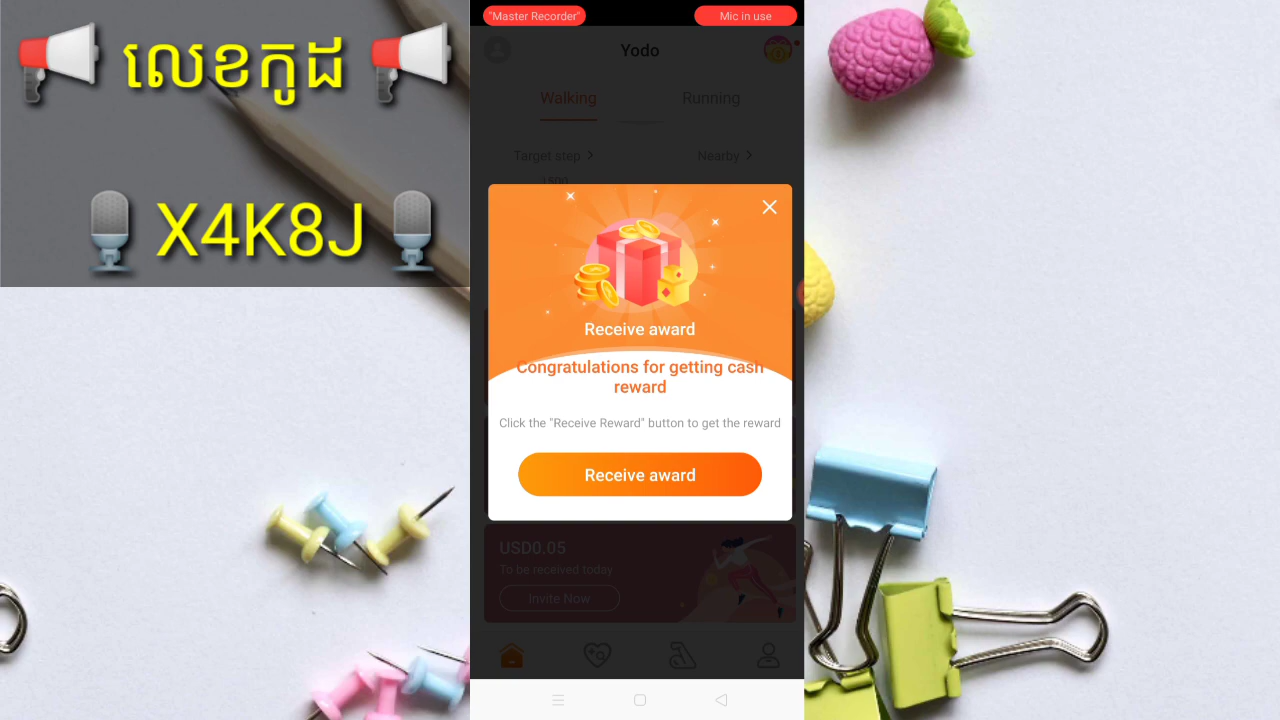 លេខកូដ
X4K8J
"Master Recorder"
Mic in use
Yodo
Walking
Running
Target step
Nearby
1500
Receive award
Congratulations for getting cash
reward
Click the "Receive Reward" button to get the reward
Receive award
USD0.05
To be received today
Invite Now